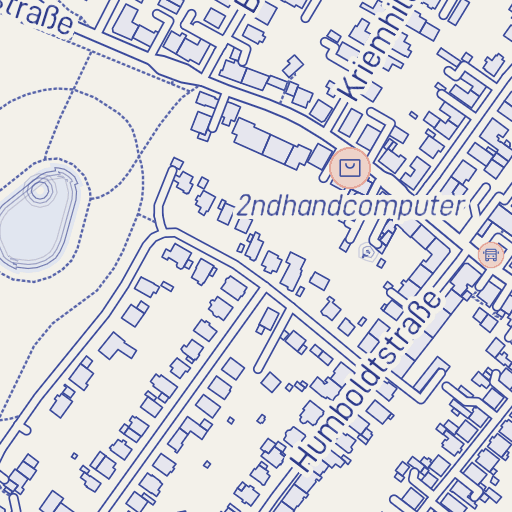 straße
Kriemhil
2ndhandcomputer
Humboldtstraße